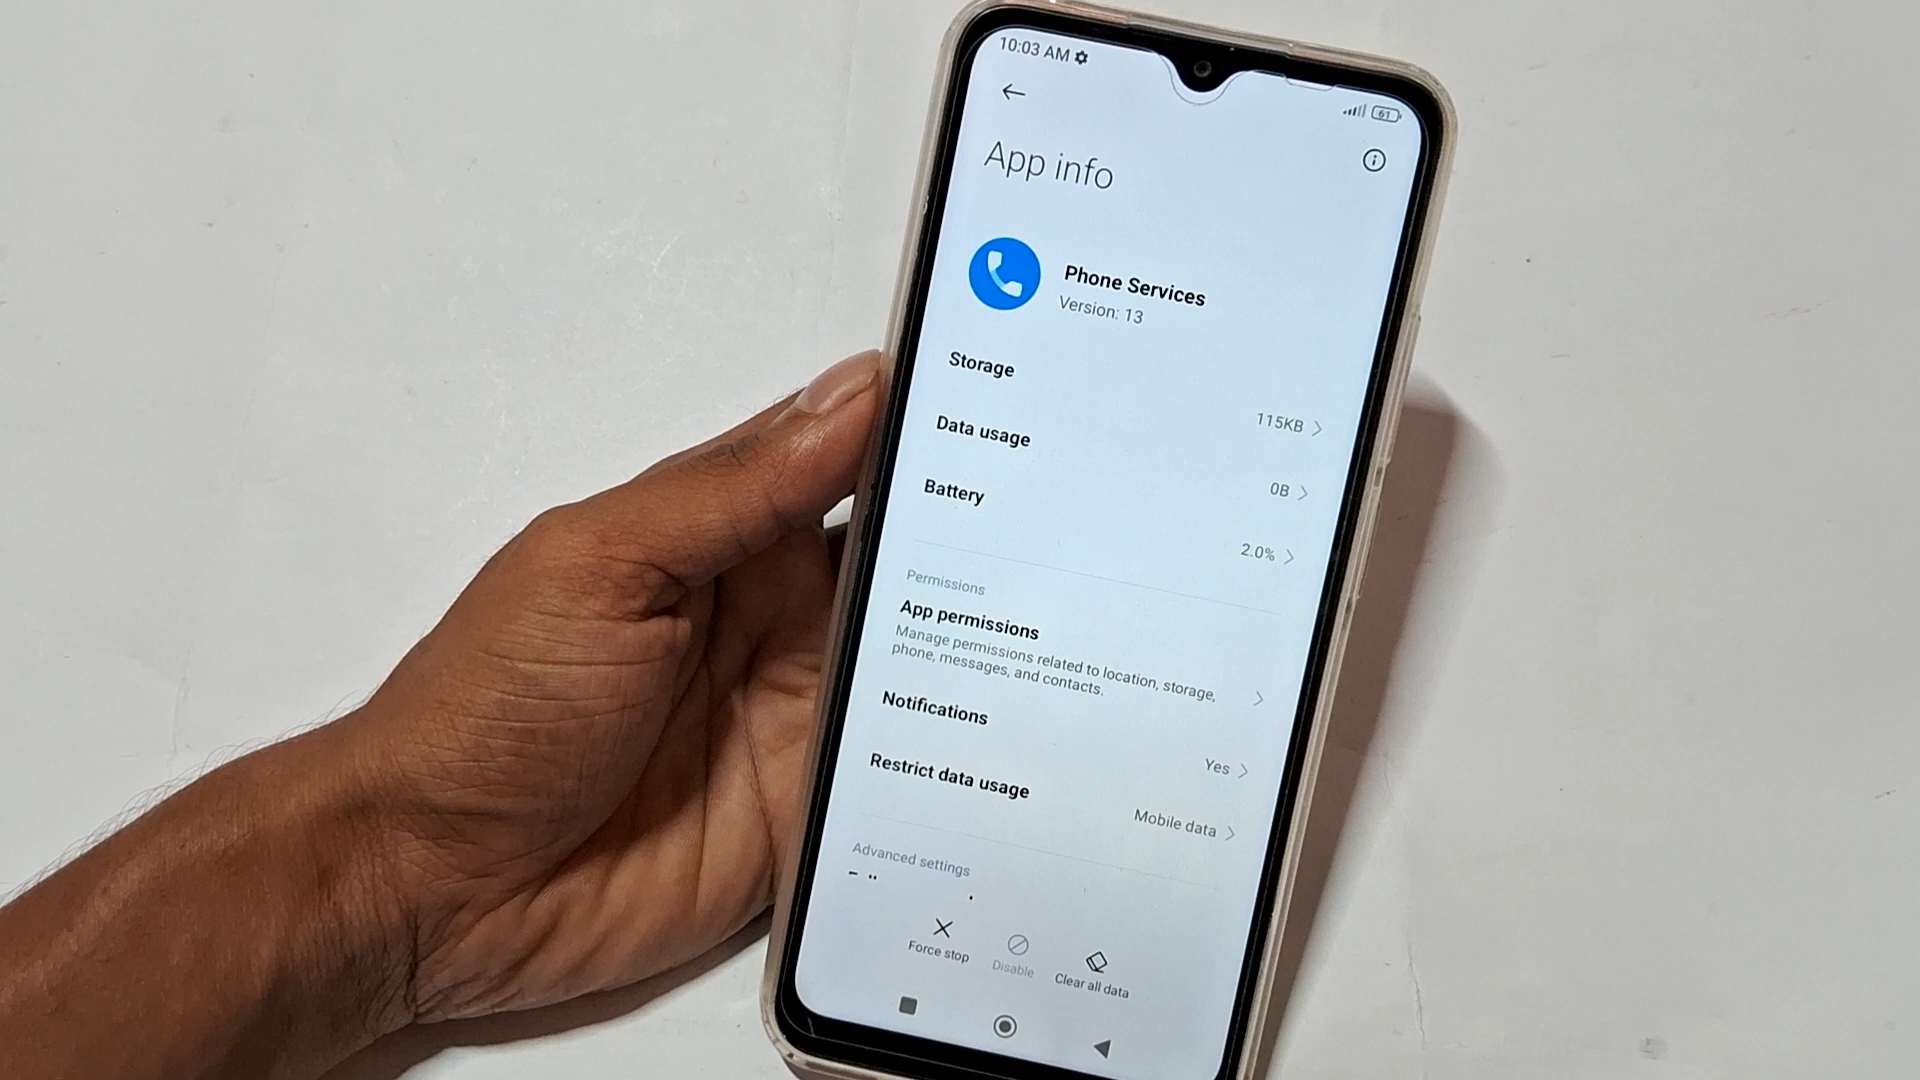 10:03 AM
61
App info
Phone Services
Version: 13
Storage
115KB
Data usage
0B
Battery
2.0%
Permissions
App permissions
Manage permissions related to location, storage,
phone, messages, and contacts.
Notifications
Yes
Restrict data usage
Mobile data
Advanced settings
Force stop
Disable
Clear all data